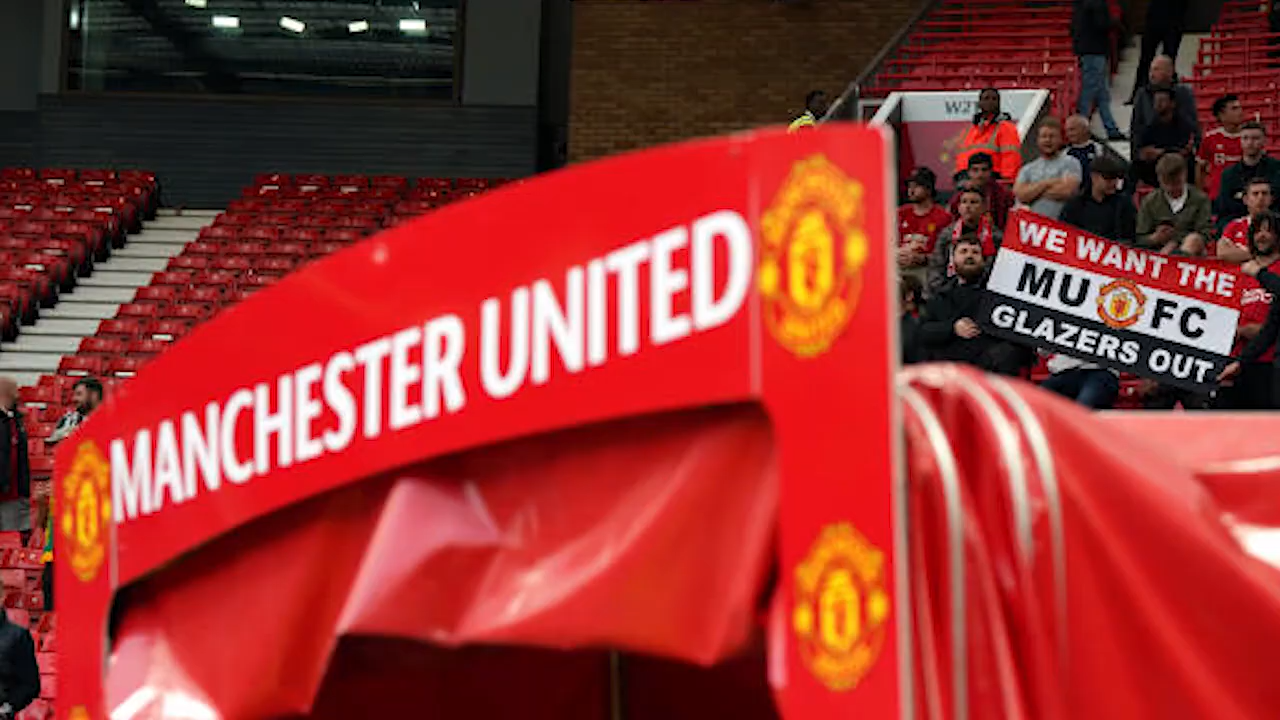 MANCHESTER UNITED
WE WANT THE
MU FC
GLAZERS OUT